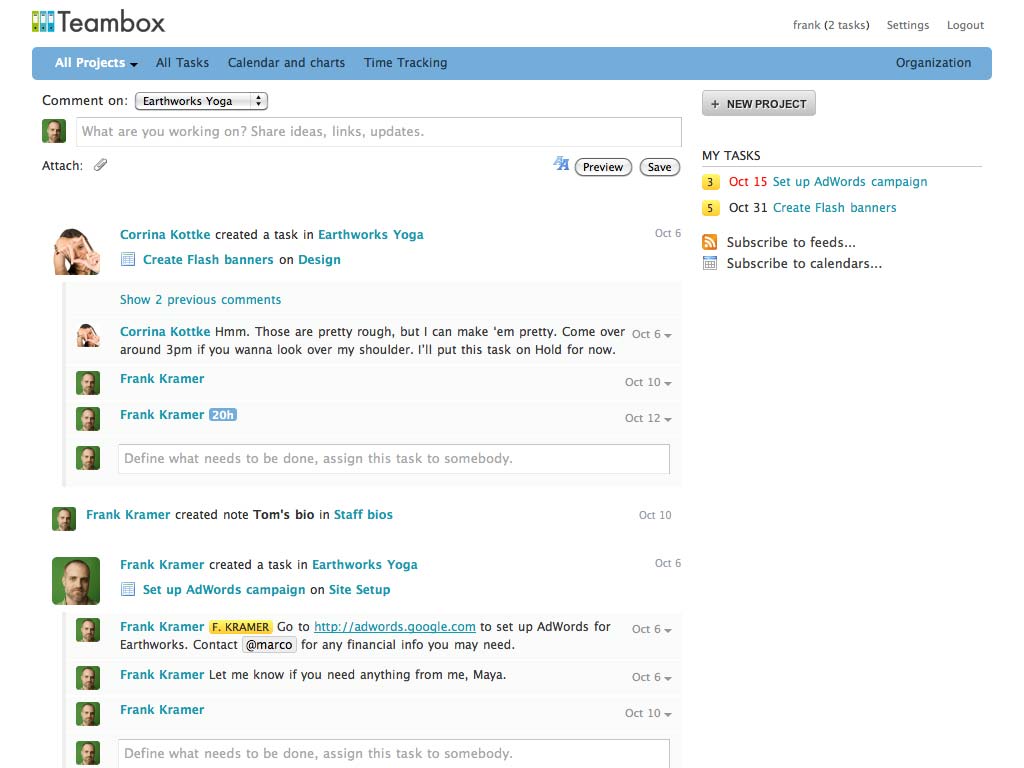 Teambox
frank (2 tasks) Settings Logout
All Projects All Tasks Calendar and charts Time Tracking Organization
Comment on: Earthworks Yoga
What are you working on? Share ideas, links, updates.
Attach: Preview Save
+ NEW PROJECT
MY TASKS
3 Oct 15 Set up AdWords campaign
5 Oct 31 Create Flash banners
Subscribe to feeds...
Subscribe to calendars...
Corrina Kottke created a task in Earthworks Yoga Oct 6
Create Flash banners on Design
Show 2 previous comments
Corrina Kottke Hmm. Those are pretty rough, but I can make 'em pretty. Come over Oct 6
around 3pm if you wanna look over my shoulder. I'll put this task on Hold for now.
Frank Kramer Oct 10
Frank Kramer 20h Oct 12
Define what needs to be done, assign this task to somebody.
Frank Kramer created note Tom's bio in Staff bios Oct 10
Frank Kramer created a task in Earthworks Yoga Oct 6
Set up AdWords campaign on Site Setup
Frank Kramer F. KRAMER Go to http://adwords.google.com to set up AdWords for Oct 6
Earthworks. Contact @marco for any financial info you may need.
Frank Kramer Let me know if you need anything from me, Maya. Oct 6
Frank Kramer Oct 10
Define what needs to be done, assign this task to somebody.